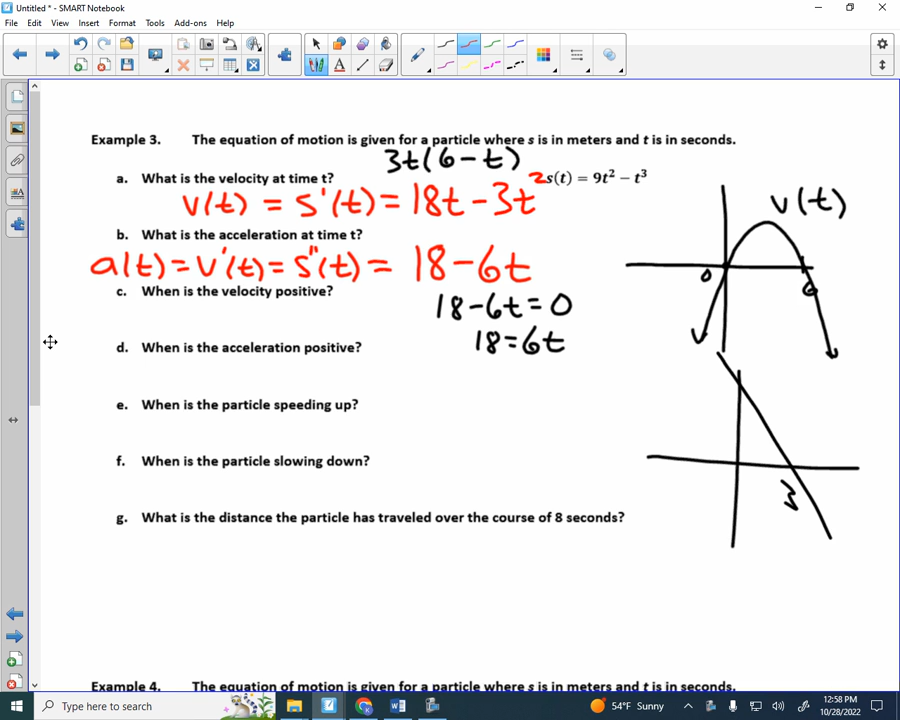 Untitled * - SMART Notebook
File Edit View Insert Format Tools Add-ons Help
Example 3. The equation of motion is given for a particle where s is in meters and t is in seconds.
3t(6-t)
a. What is the velocity at time t?
s(t) = 9t² − t³
v(t) = s'(t) = 18t - 3t²
v(t)
b. What is the acceleration at time t?
a(t) = v'(t) = s"(t) = 18-6t
0
6
c. When is the velocity positive?
18-6t = 0
18=6t
d. When is the acceleration positive?
e. When is the particle speeding up?
f. When is the particle slowing down?
3
g. What is the distance the particle has traveled over the course of 8 seconds?
Example 4. The equation of motion is given for a particle where s is in meters and t is in seconds.
Type here to search
54°F Sunny
12:58 PM
10/28/2022